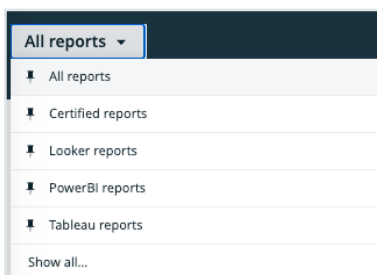 All reports
All reports
Certified reports
Looker reports
PowerBI reports
Tableau reports
Show all...